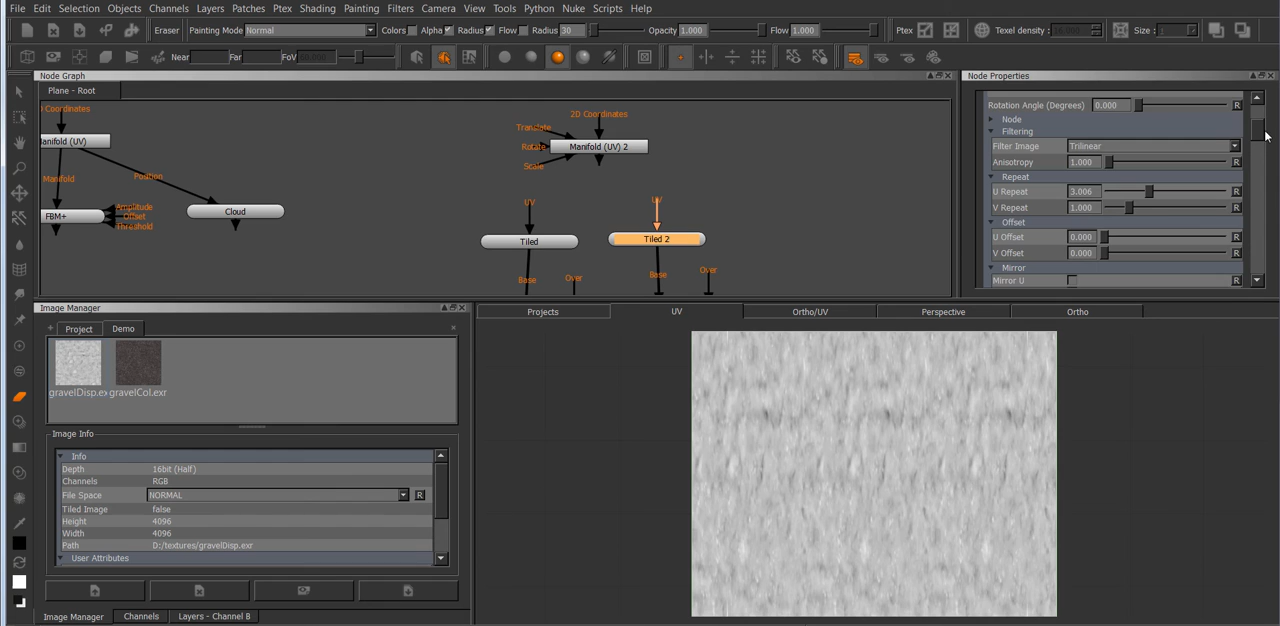 File Edit Selection Objects Channels Layers Patches Ptex Shading Painting Filters Camera View Tools Python Nuke Scripts Help
Eraser Painting Mode Normal Colors Alpha Radius Flow Radius 30 Opacity 1.000 Flow 1.000 Ptex Texel density : Size :
Near Far FoV
Node Graph
Plane - Root
Coordinates
Manifold (UV)
Manifold
Position
FBM+
Amplitude
Offset
Threshold
Cloud
2D Coordinates
Translate
Rotate
Scale
Manifold (UV) 2
UV
UV
Tiled
Tiled 2
Base
Over
Base
Over
Node Properties
Rotation Angle (Degrees) 0.000 R
Node
Filtering
Filter Image Trilinear
Anisotropy 1.000 R
Repeat
U Repeat 3.006 R
V Repeat 1.000 R
Offset
U Offset 0.000 R
V Offset 0.000 R
Mirror
Mirror U R
Image Manager
Project Demo
gravelDisp.ex gravelCol.exr
Image Info
Info
Depth 16bit (Half)
Channels RGB
File Space NORMAL R
Tiled Image false
Height 4096
Width 4096
Path D:/textures/gravelDisp.exr
User Attributes
Image Manager Channels Layers - Channel B
Projects UV Ortho/UV Perspective Ortho